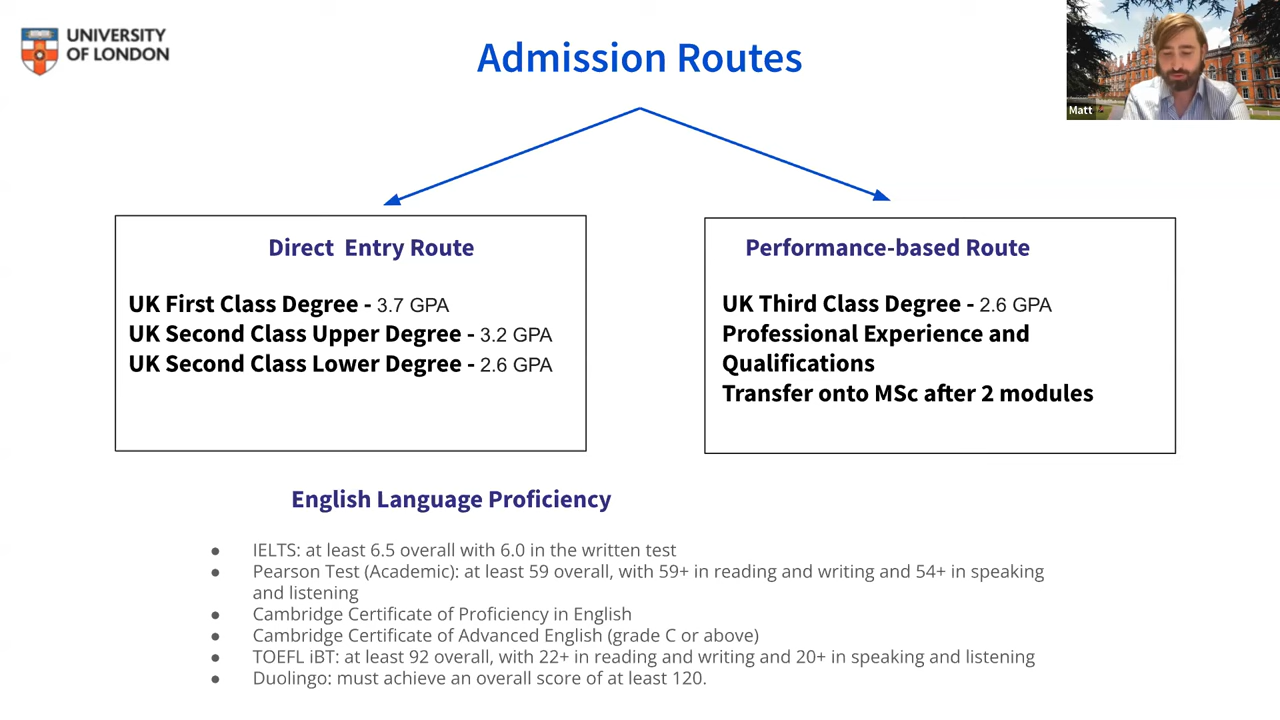 UNIVERSITY
OF LONDON
Admission Routes
Matt
Direct Entry Route
UK First Class Degree - 3.7 GPA
UK Second Class Upper Degree - 3.2 GPA
UK Second Class Lower Degree - 2.6 GPA
Performance-based Route
UK Third Class Degree - 2.6 GPA
Professional Experience and
Qualifications
Transfer onto MSc after 2 modules
English Language Proficiency
● IELTS: at least 6.5 overall with 6.0 in the written test
● Pearson Test (Academic): at least 59 overall, with 59+ in reading and writing and 54+ in speaking
and listening
● Cambridge Certificate of Proficiency in English
● Cambridge Certificate of Advanced English (grade C or above)
● TOEFL iBT: at least 92 overall, with 22+ in reading and writing and 20+ in speaking and listening
● Duolingo: must achieve an overall score of at least 120.